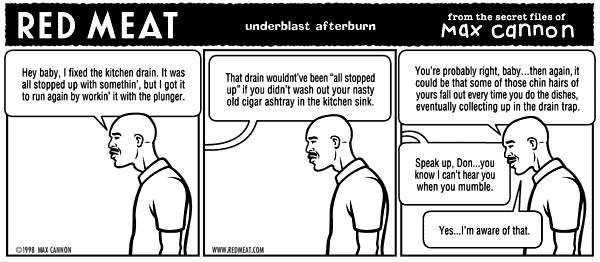 RED MEAT
underblast afterburn
from the secret files of
Max cannon
Hey baby, I fixed the kitchen drain. It was
all stopped up with somethin', but I got it
to run again by workin' it with the plunger.
©1998 MAX CANNON
That drain wouldnt've been "all stopped
up" if you didn't wash out your nasty
old cigar ashtray in the kitchen sink.
WWW.REDMEAT.COM
You're probably right, baby...then again, it
could be that some of those chin hairs of
yours fall out every time you do the dishes,
eventually collecting up in the drain trap.
Speak up, Don...you
know I can't hear you
when you mumble.
Yes...I'm aware of that.